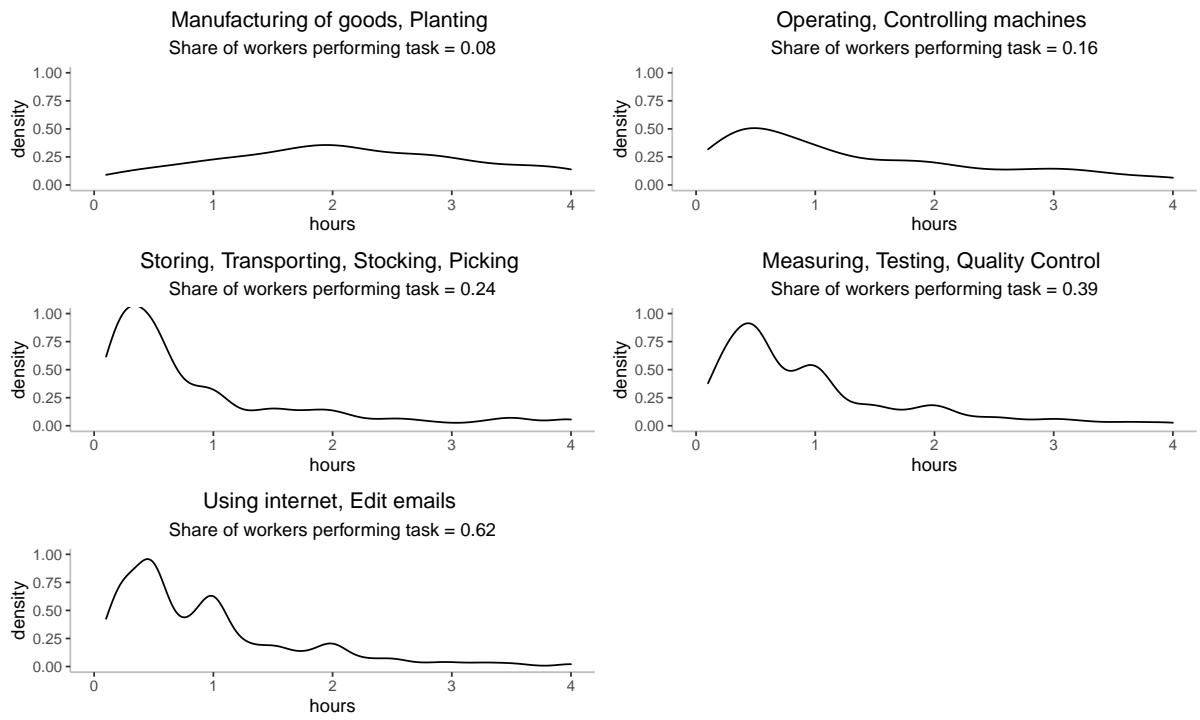 Manufacturing of goods, Planting
Share of workers performing task = 0.08
1.00
0.75
0.50
0.25
0.00
density
0 1 2 3 4
hours
Operating, Controlling machines
Share of workers performing task = 0.16
1.00
0.75
0.50
0.25
0.00
density
0 1 2 3 4
hours
Storing, Transporting, Stocking, Picking
Share of workers performing task = 0.24
1.00
0.75
0.50
0.25
0.00
density
0 1 2 3 4
hours
Measuring, Testing, Quality Control
Share of workers performing task = 0.39
1.00
0.75
0.50
0.25
0.00
density
0 1 2 3 4
hours
Using internet, Edit emails
Share of workers performing task = 0.62
1.00
0.75
0.50
0.25
0.00
density
0 1 2 3 4
hours